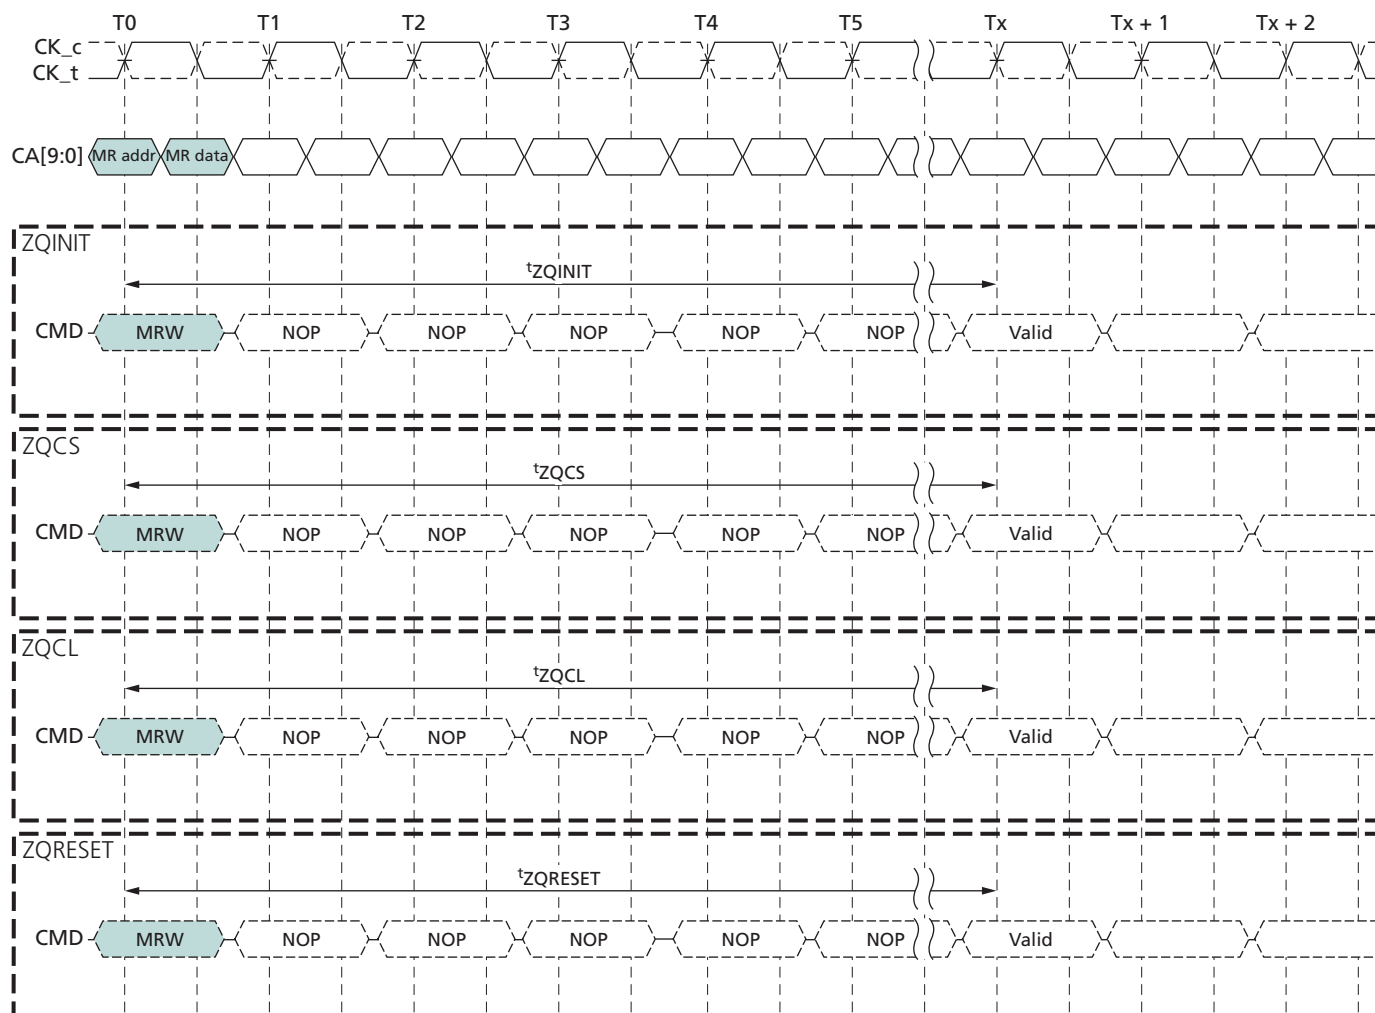 T0 T1 T2 T3 T4 T5 Tx Tx + 1 Tx + 2
CK_c
CK_t
CA[9:0] MR addr MR data
ZQINIT
tZQINIT
CMD MRW NOP NOP NOP NOP NOP Valid
ZQCS
tZQCS
CMD MRW NOP NOP NOP NOP NOP Valid
ZQCL
tZQCL
CMD MRW NOP NOP NOP NOP NOP Valid
ZQRESET
tZQRESET
CMD MRW NOP NOP NOP NOP NOP Valid